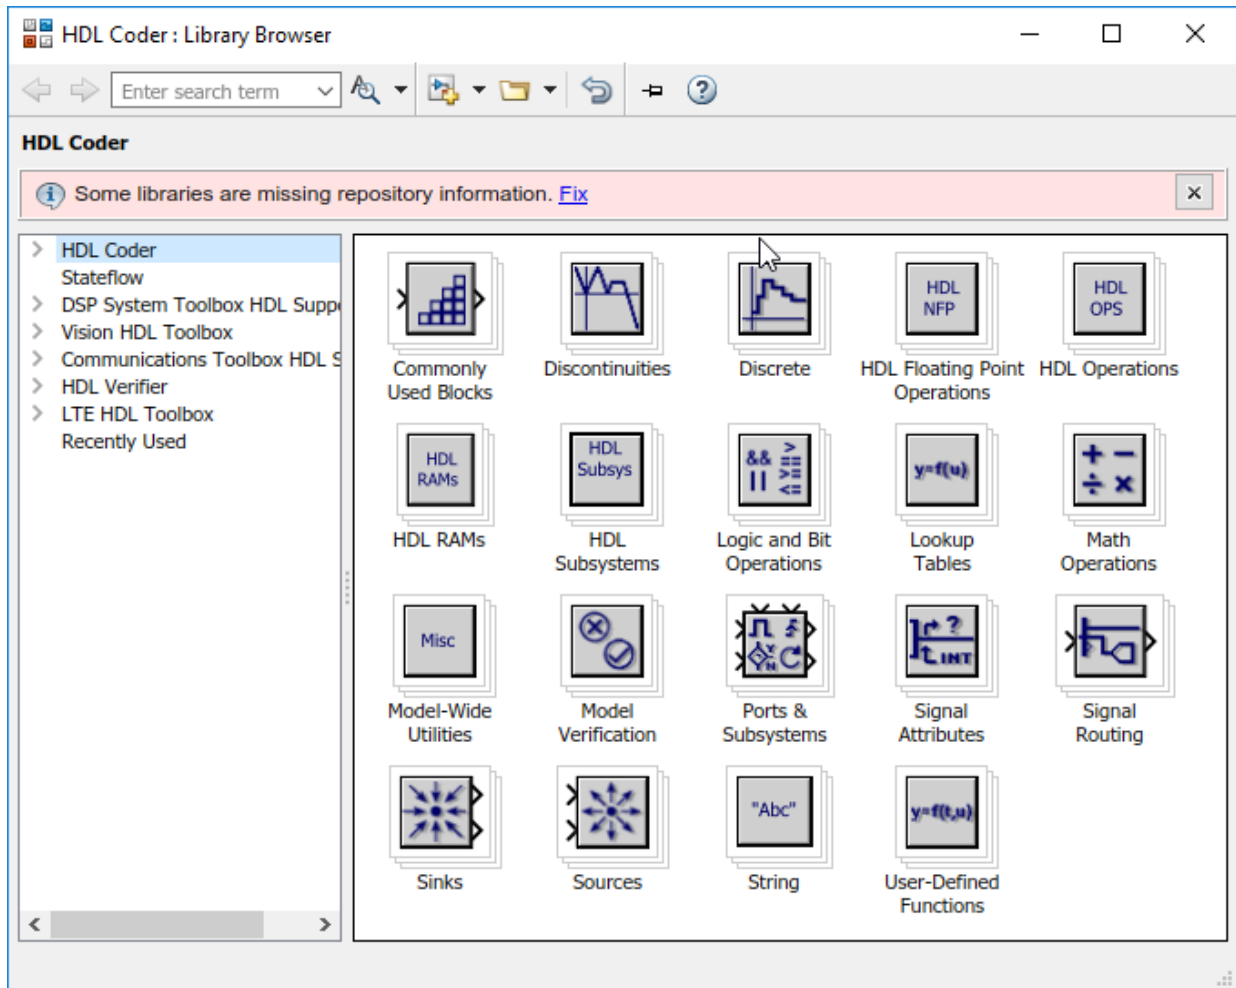 HDL Coder : Library Browser
Enter search term
HDL Coder
Some libraries are missing repository information. Fix
HDL Coder
Stateflow
DSP System Toolbox HDL Suppo
Vision HDL Toolbox
Communications Toolbox HDL S
HDL Verifier
LTE HDL Toolbox
Recently Used
HDL
NFP
HDL
OPS
Commonly
Used Blocks
Discontinuities
Discrete
HDL Floating Point
Operations
HDL Operations
HDL
RAMs
HDL
Subsys
&& >
|| ==
>=
<=
y=f(u)
+ −
÷ ×
HDL RAMs
HDL
Subsystems
Logic and Bit
Operations
Lookup
Tables
Math
Operations
Misc
Y
N
?
INT
Model-Wide
Utilities
Model
Verification
Ports &
Subsystems
Signal
Attributes
Signal
Routing
"Abc"
y=f(t,u)
Sinks
Sources
String
User-Defined
Functions